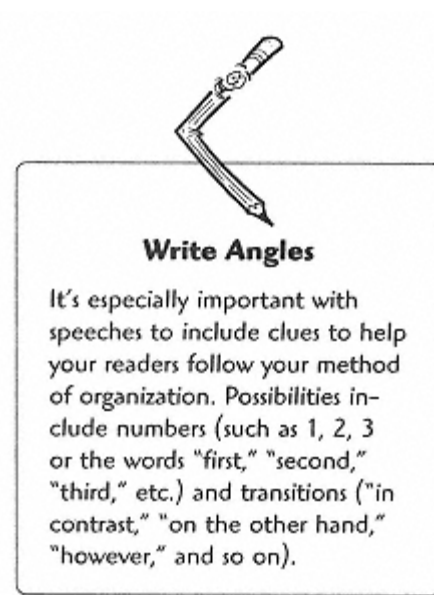 Write Angles
It's especially important with
speeches to include clues to help
your readers follow your method
of organization. Possibilities in-
clude numbers (such as 1, 2, 3
or the words "first," "second,"
"third," etc.) and transitions ("in
contrast," "on the other hand,"
"however," and so on).